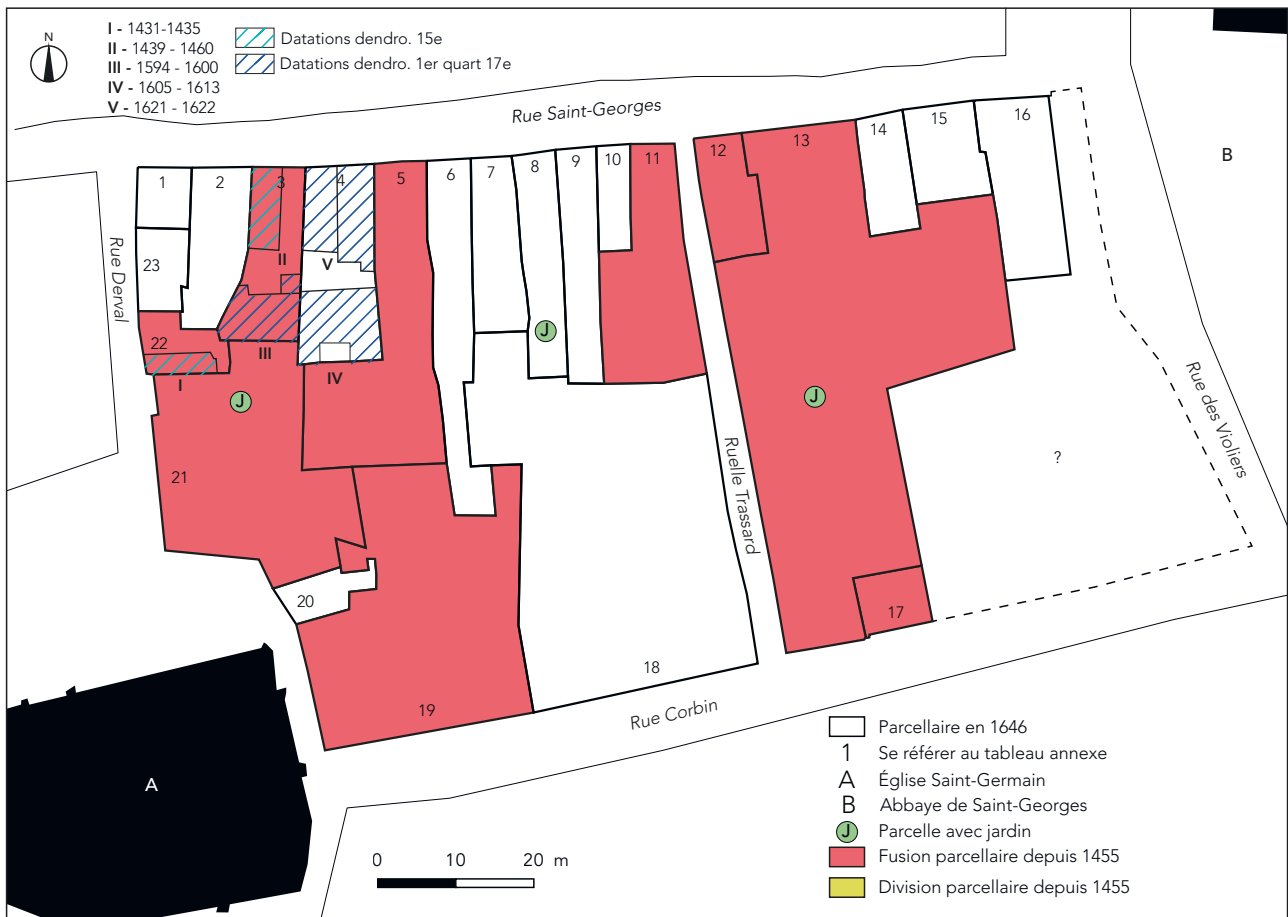 N
I - 1431-1435
II - 1439 - 1460
III - 1594 - 1600
IV - 1605 - 1613
V - 1621 - 1622
Datations dendro. 15e
Datations dendro. 1er quart 17e
Rue Saint-Georges
B
1
2
3
4
5
6
7
8
9
10
11
12
13
14
15
16
Rue Derval
23
II
V
22
III
I
IV
J
J
J
21
Ruelle Trassard
Rue des Violiers
?
20
17
18
19
Rue Corbin
A
0 10 20 m
Parcellaire en 1646
1 Se référer au tableau annexe
A Église Saint-Germain
B Abbaye de Saint-Georges
J Parcelle avec jardin
Fusion parcellaire depuis 1455
Division parcellaire depuis 1455